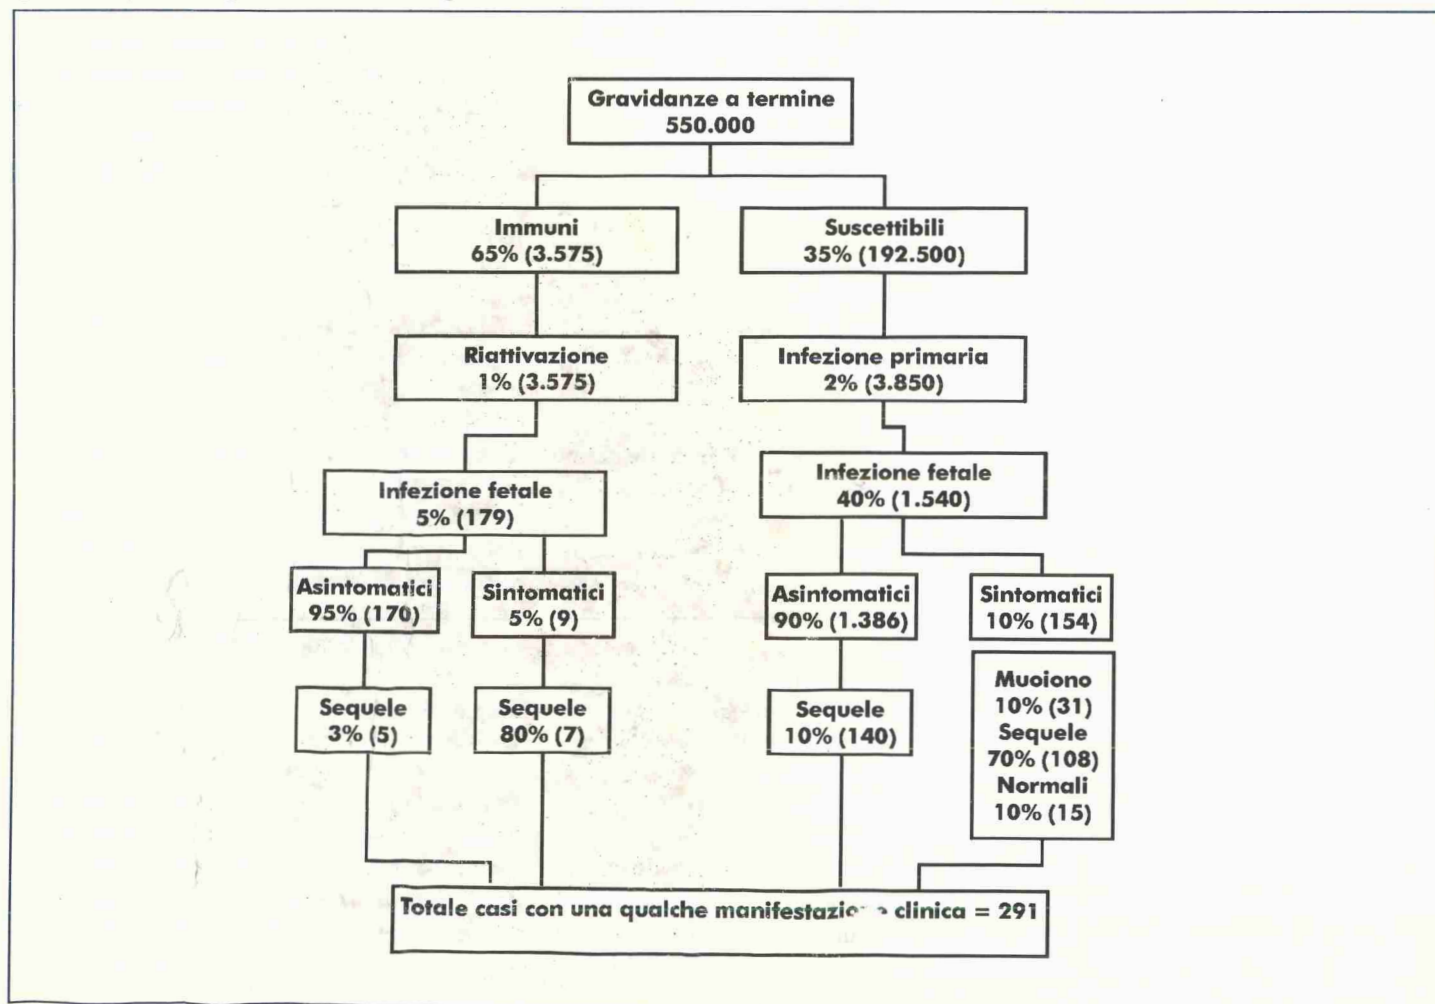 Gravidanze a termine
550.000
Immuni
65% (3.575)
Suscettibili
35% (192.500)
Riattivazione
1% (3.575)
Infezione primaria
2% (3.850)
Infezione fetale
5% (179)
Infezione fetale
40% (1.540)
Asintomatici
95% (170)
Sintomatici
5% (9)
Asintomatici
90% (1.386)
Sintomatici
10% (154)
Sequele
3% (5)
Sequele
80% (7)
Sequele
10% (140)
Muoiono
10% (31)
Sequele
70% (108)
Normali
10% (15)
Totale casi con una qualche manifestazione clinica = 291